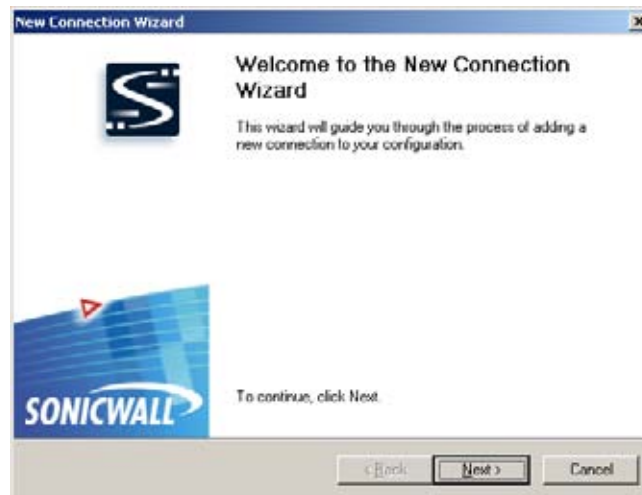 New Connection Wizard
Welcome to the New Connection
Wizard
This wizard will guide you through the process of adding a
new connection to your configuration.
SONICWALL
To continue, click Next.
< Back
Next >
Cancel